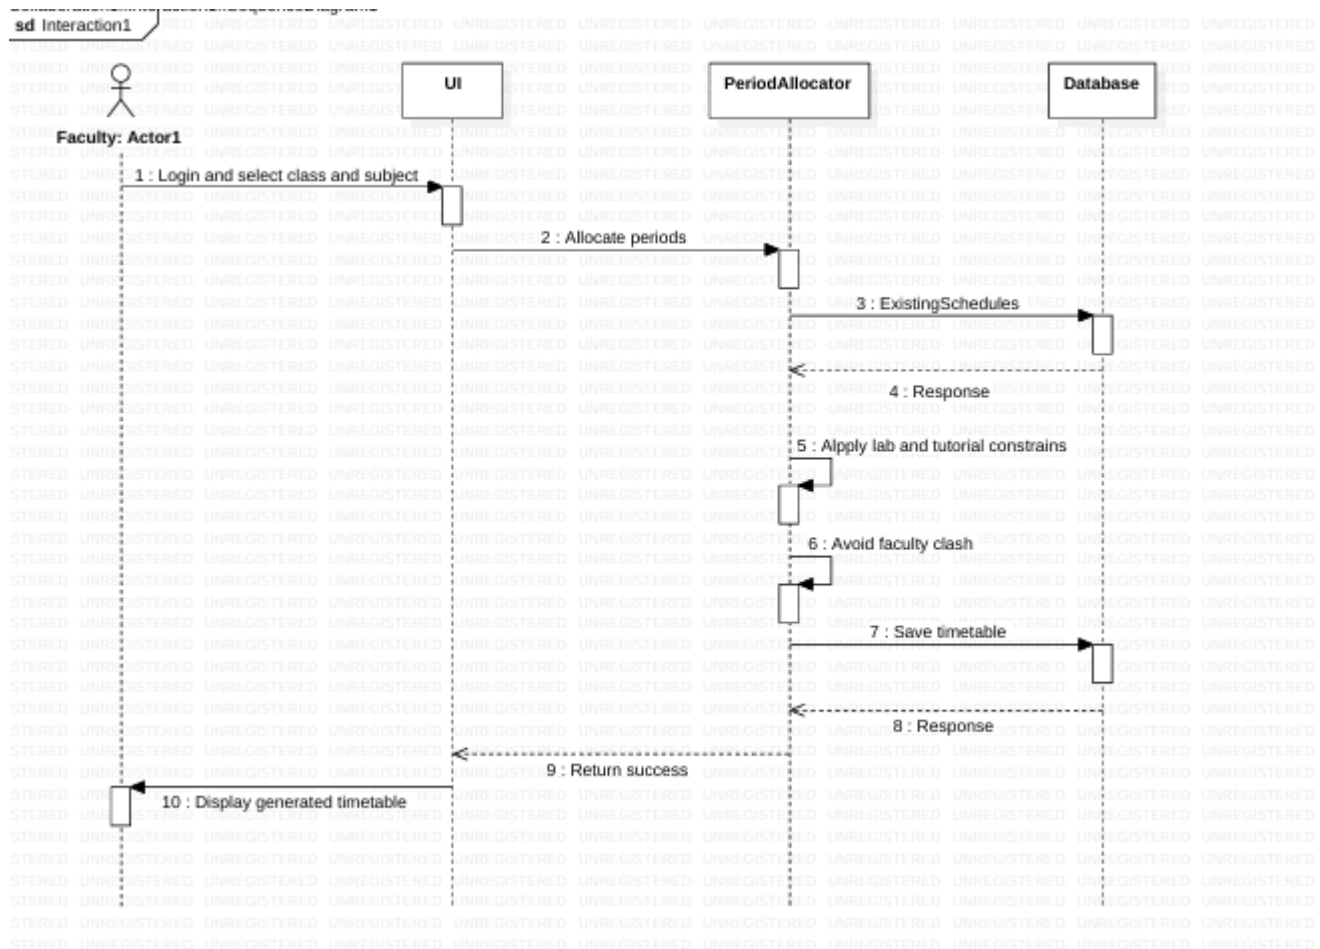 sd Interaction1
UI
PeriodAllocator
Database
Faculty: Actor1
1 : Login and select class and subject
2 : Allocate periods
3 : ExistingSchedules
4 : Response
5 : Alpply lab and tutorial constrains
6 : Avoid faculty clash
7 : Save timetable
8 : Response
9 : Return success
10 : Display generated timetable
UNREGISTERED